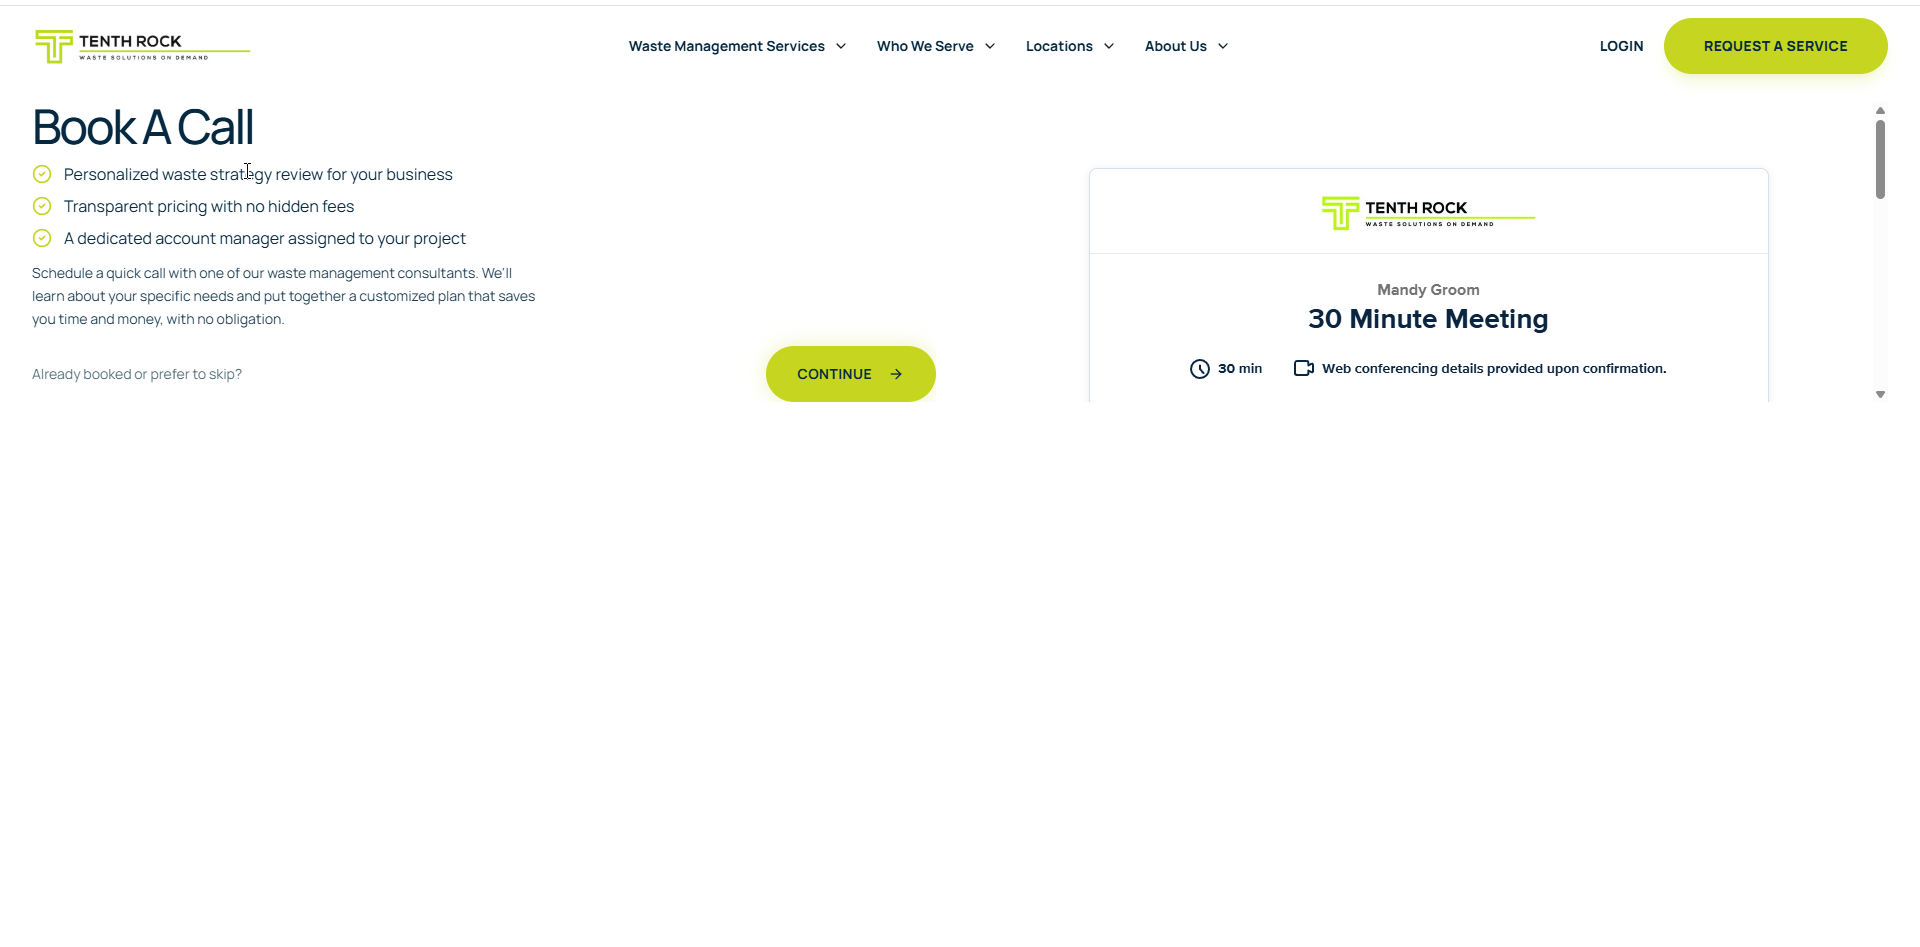 TENTH ROCK
WASTE SOLUTIONS ON DEMAND
Waste Management Services
Who We Serve
Locations
About Us
LOGIN
REQUEST A SERVICE
Book A Call
Personalized waste strategy review for your business
Transparent pricing with no hidden fees
A dedicated account manager assigned to your project
Schedule a quick call with one of our waste management consultants. We'll
learn about your specific needs and put together a customized plan that saves
you time and money, with no obligation.
Already booked or prefer to skip?
CONTINUE
TENTH ROCK
WASTE SOLUTIONS ON DEMAND
Mandy Groom
30 Minute Meeting
30 min
Web conferencing details provided upon confirmation.